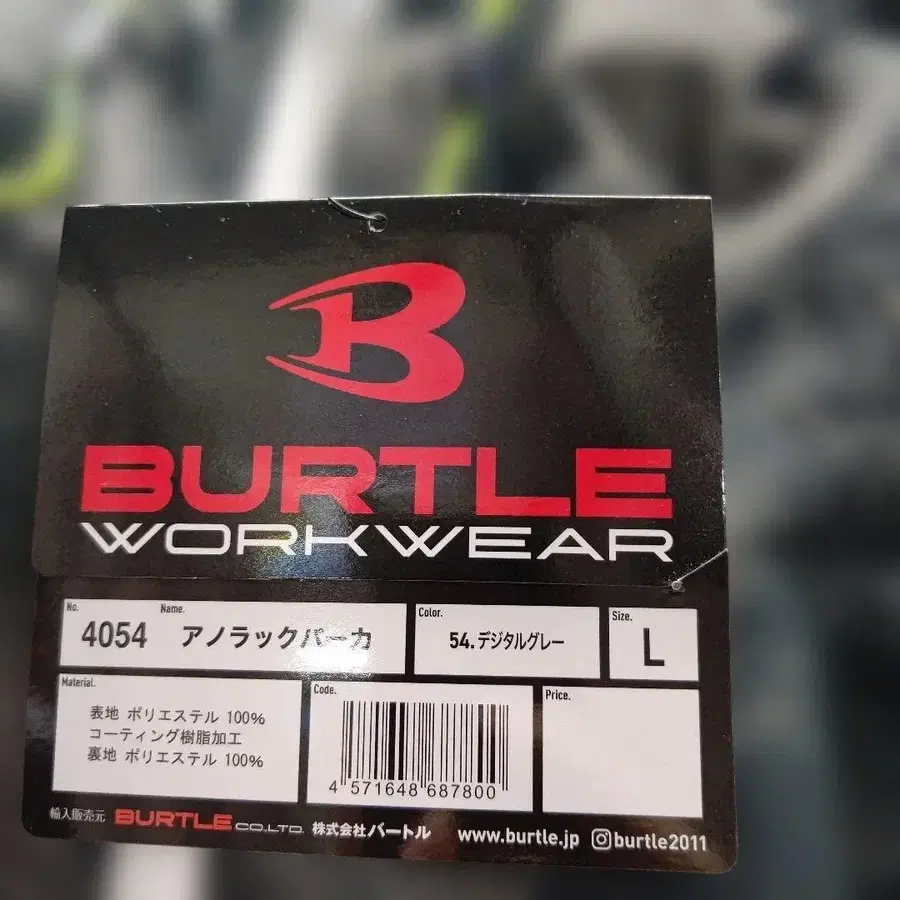 B
BURTLE
WORKWEAR
No. Name.
4054 アノラックパーカ
Color.
54.デジタルグレー
Size.
L
Material.
表地 ポリエステル 100%
コーティング樹脂加工
裏地 ポリエステル 100%
Code.
4 571648 687800
Price.
輸入販売元 BURTLE CO.LTD. 株式会社バートル www.burtle.jp burtle2011